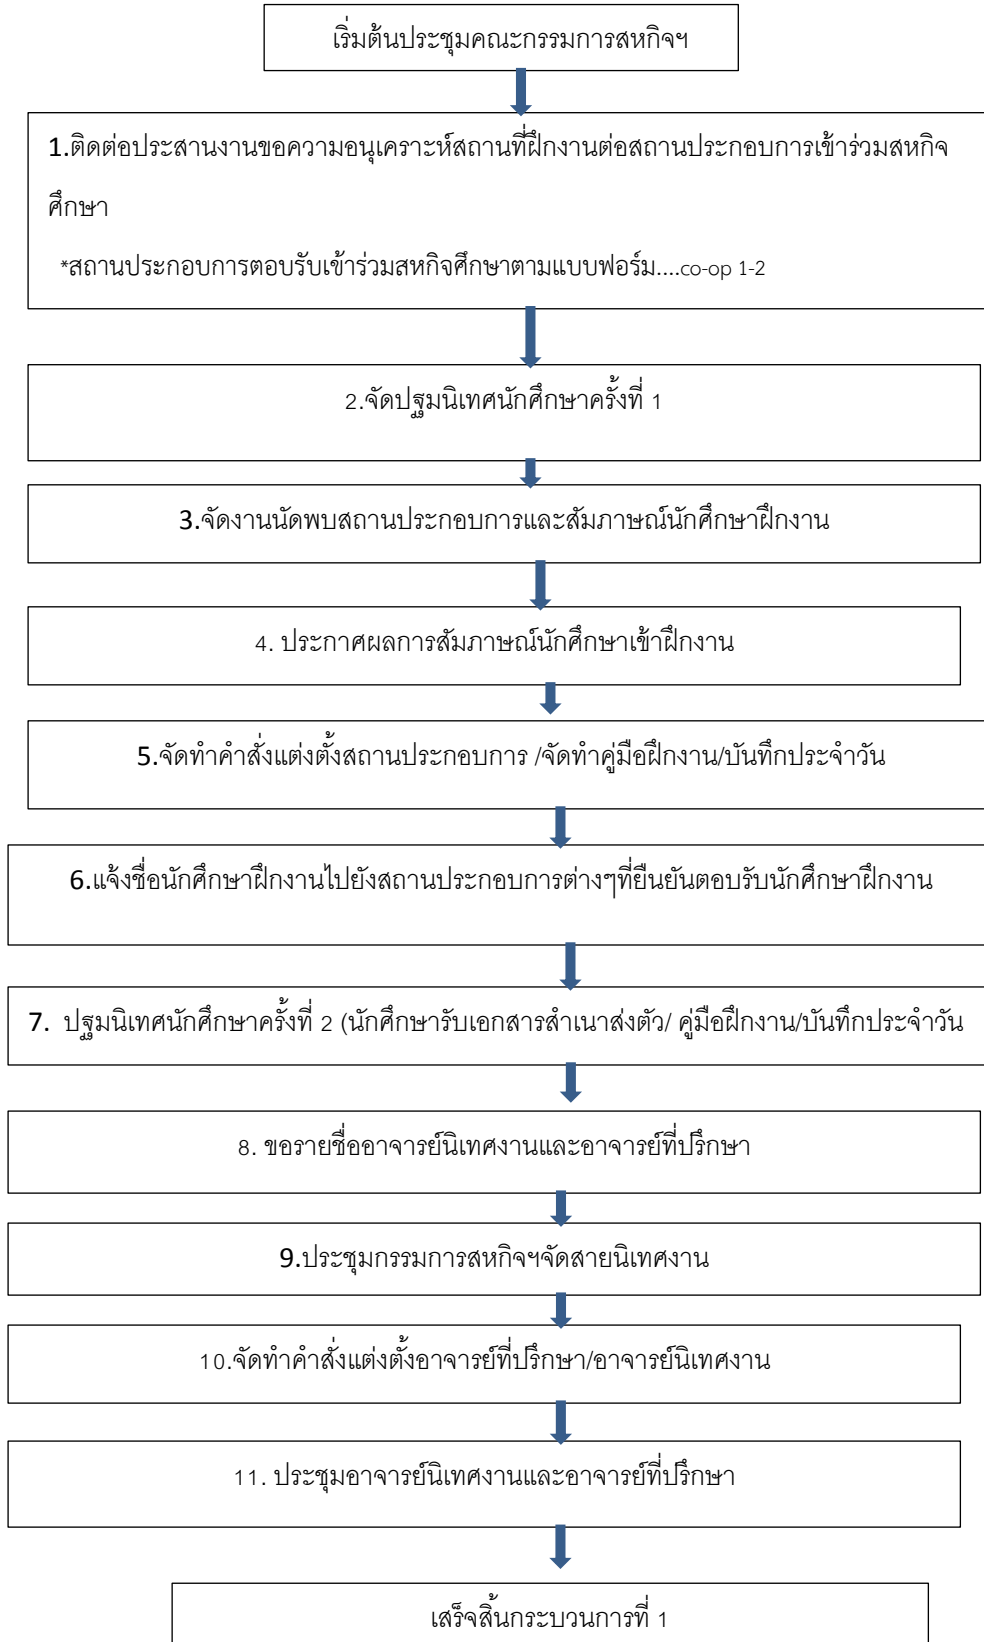 เริ่มต้นประชุมคณะกรรมการสหกิจฯ
1.ติดต่อประสานงานขอความอนุเคราะห์สถานที่ฝึกงานต่อสถานประกอบการเข้าร่วมสหกิจ
ศึกษา
*สถานประกอบการตอบรับเข้าร่วมสหกิจศึกษาตามแบบฟอร์ม....co-op 1-2
2.จัดปฐมนิเทศนักศึกษาครั้งที่ 1
3.จัดงานนัดพบสถานประกอบการและสัมภาษณ์นักศึกษาฝึกงาน
4. ประกาศผลการสัมภาษณ์นักศึกษาเข้าฝึกงาน
5.จัดทำคำสั่งแต่งตั้งสถานประกอบการ /จัดทำคู่มือฝึกงาน/บันทึกประจำวัน
6.แจ้งชื่อนักศึกษาฝึกงานไปยังสถานประกอบการต่างๆที่ยืนยันตอบรับนักศึกษาฝึกงาน
7. ปฐมนิเทศนักศึกษาครั้งที่ 2 (นักศึกษารับเอกสารสำเนาส่งตัว/ คู่มือฝึกงาน/บันทึกประจำวัน
8. ขอรายชื่ออาจารย์นิเทศงานและอาจารย์ที่ปรึกษา
9.ประชุมกรรมการสหกิจฯจัดสายนิเทศงาน
10.จัดทำคำสั่งแต่งตั้งอาจารย์ที่ปรึกษา/อาจารย์นิเทศงาน
11. ประชุมอาจารย์นิเทศงานและอาจารย์ที่ปรึกษา
เสร็จสิ้นกระบวนการที่ 1